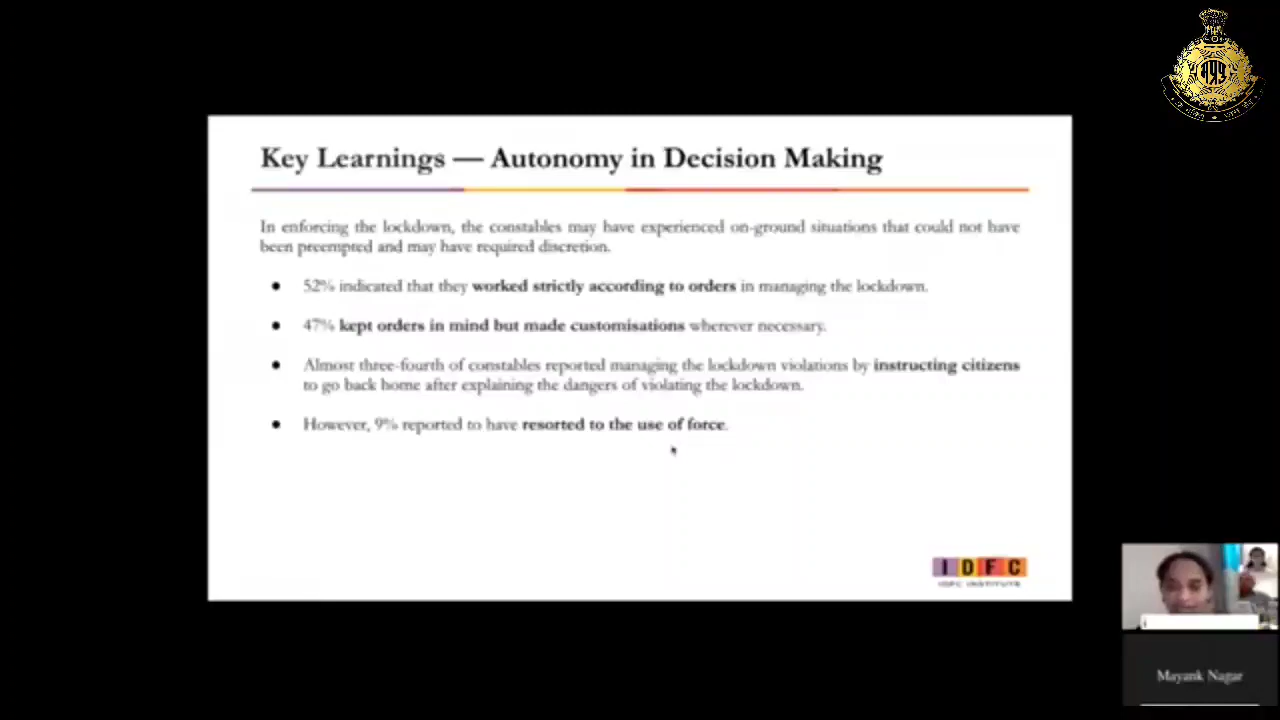 Key Learnings — Autonomy in Decision Making
In enforcing the lockdown, the constables may have experienced on-ground situations that could not have
been preempted and may have required discretion.
● 52% indicated that they worked strictly according to orders in managing the lockdown.
● 47% kept orders in mind but made customisations wherever necessary.
● Almost three-fourth of constables reported managing the lockdown violations by instructing citizens
to go back home after explaining the dangers of violating the lockdown.
● However, 9% reported to have resorted to the use of force.
IDFC
IDFC INSTITUTE
Mayank Nagar